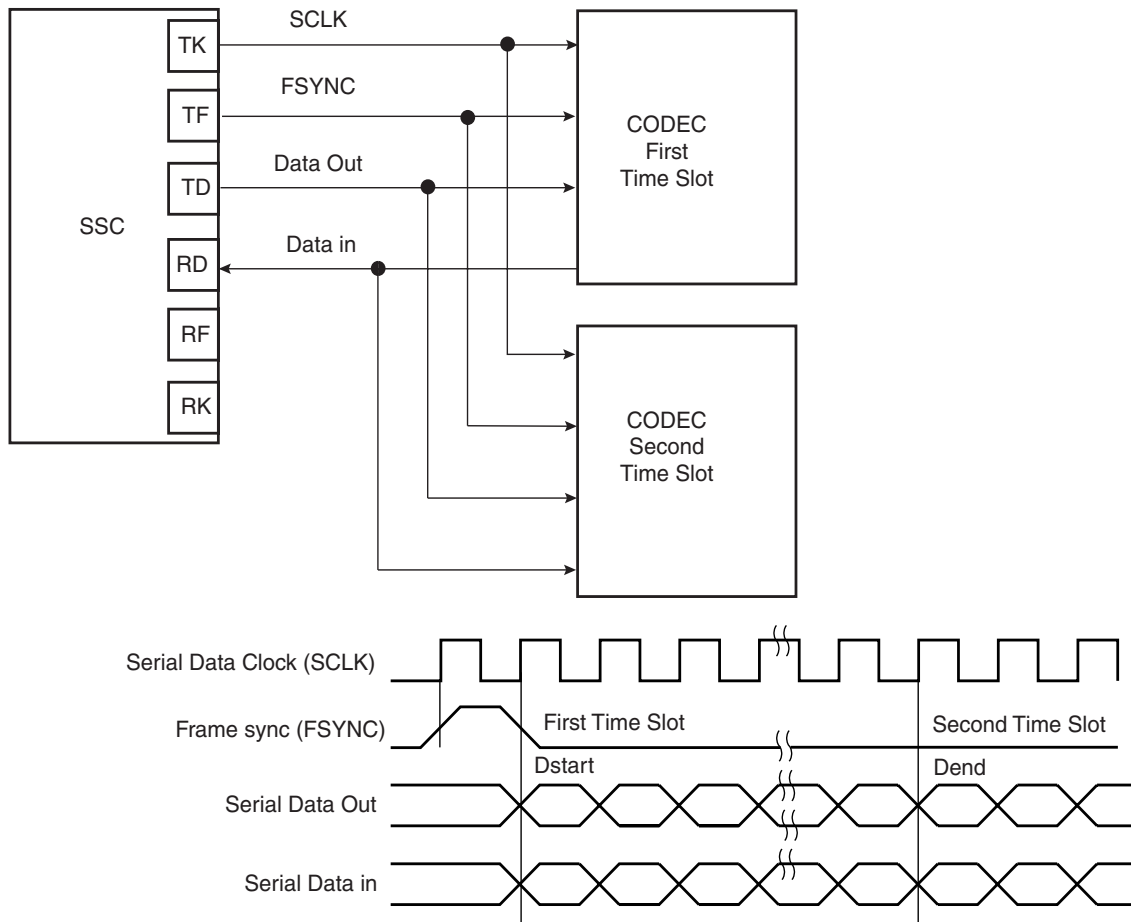 SSC
TK
TF
TD
RD
RF
RK
SCLK
FSYNC
Data Out
Data in
CODEC
First
Time Slot
CODEC
Second
Time Slot
Serial Data Clock (SCLK)
Frame sync (FSYNC)
First Time Slot
Second Time Slot
Dstart
Dend
Serial Data Out
Serial Data in